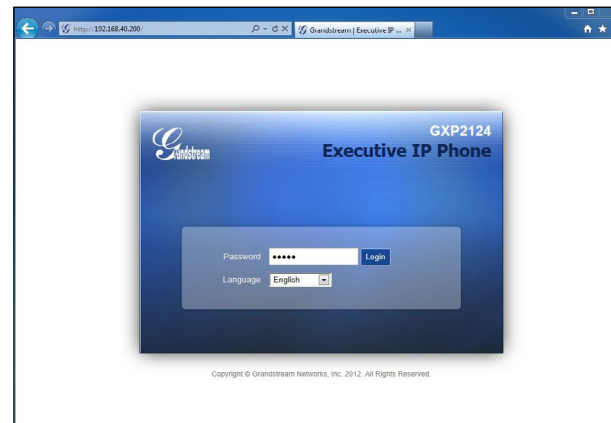 http://192.168.40.200/
Grandstream | Executive IP ...
Grandstream
GXP2124
Executive IP Phone
Password
Login
Language English
Copyright © Grandstream Networks, Inc. 2012. All Rights Reserved.